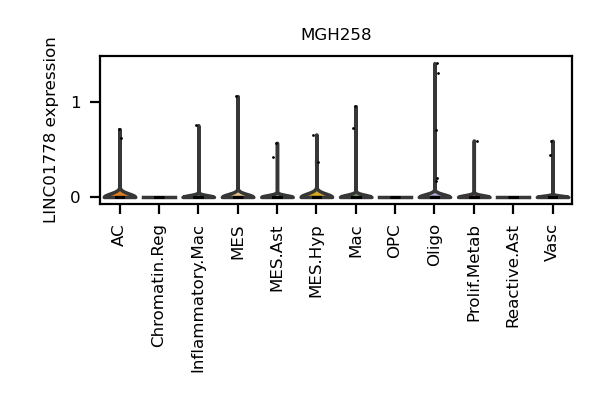 MGH258
LINC01778 expression
1
0
AC
Chromatin.Reg
Inflammatory.Mac
MES
MES.Ast
MES.Hyp
Mac
OPC
Oligo
Prolif.Metab
Reactive.Ast
Vasc